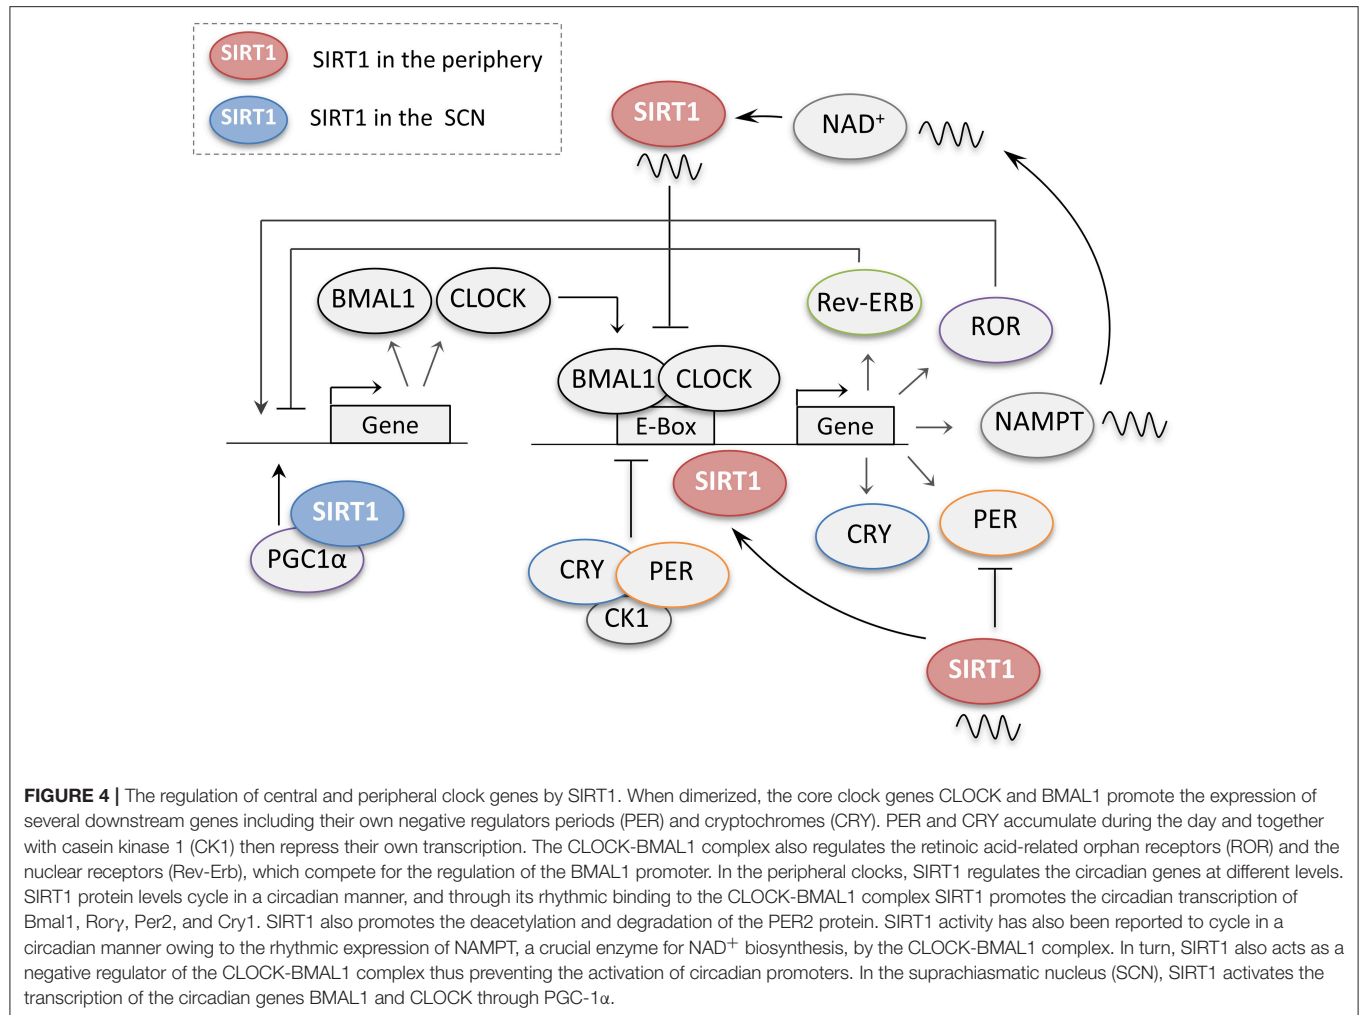 SIRT1 SIRT1 in the periphery
SIRT1 SIRT1 in the SCN
SIRT1
NAD+
BMAL1
CLOCK
Rev-ERB
ROR
BMAL1
CLOCK
Gene
E-Box
Gene
NAMPT
SIRT1
SIRT1
PGC1α
CRY
PER
CK1
CRY
PER
SIRT1
FIGURE 4 | The regulation of central and peripheral clock genes by SIRT1. When dimerized, the core clock genes CLOCK and BMAL1 promote the expression of
several downstream genes including their own negative regulators periods (PER) and cryptochromes (CRY). PER and CRY accumulate during the day and together
with casein kinase 1 (CK1) then repress their own transcription. The CLOCK-BMAL1 complex also regulates the retinoic acid-related orphan receptors (ROR) and the
nuclear receptors (Rev-Erb), which compete for the regulation of the BMAL1 promoter. In the peripheral clocks, SIRT1 regulates the circadian genes at different levels.
SIRT1 protein levels cycle in a circadian manner, and through its rhythmic binding to the CLOCK-BMAL1 complex SIRT1 promotes the circadian transcription of
Bmal1, Rorγ, Per2, and Cry1. SIRT1 also promotes the deacetylation and degradation of the PER2 protein. SIRT1 activity has also been reported to cycle in a
circadian manner owing to the rhythmic expression of NAMPT, a crucial enzyme for NAD+ biosynthesis, by the CLOCK-BMAL1 complex. In turn, SIRT1 also acts as a
negative regulator of the CLOCK-BMAL1 complex thus preventing the activation of circadian promoters. In the suprachiasmatic nucleus (SCN), SIRT1 activates the
transcription of the circadian genes BMAL1 and CLOCK through PGC-1α.